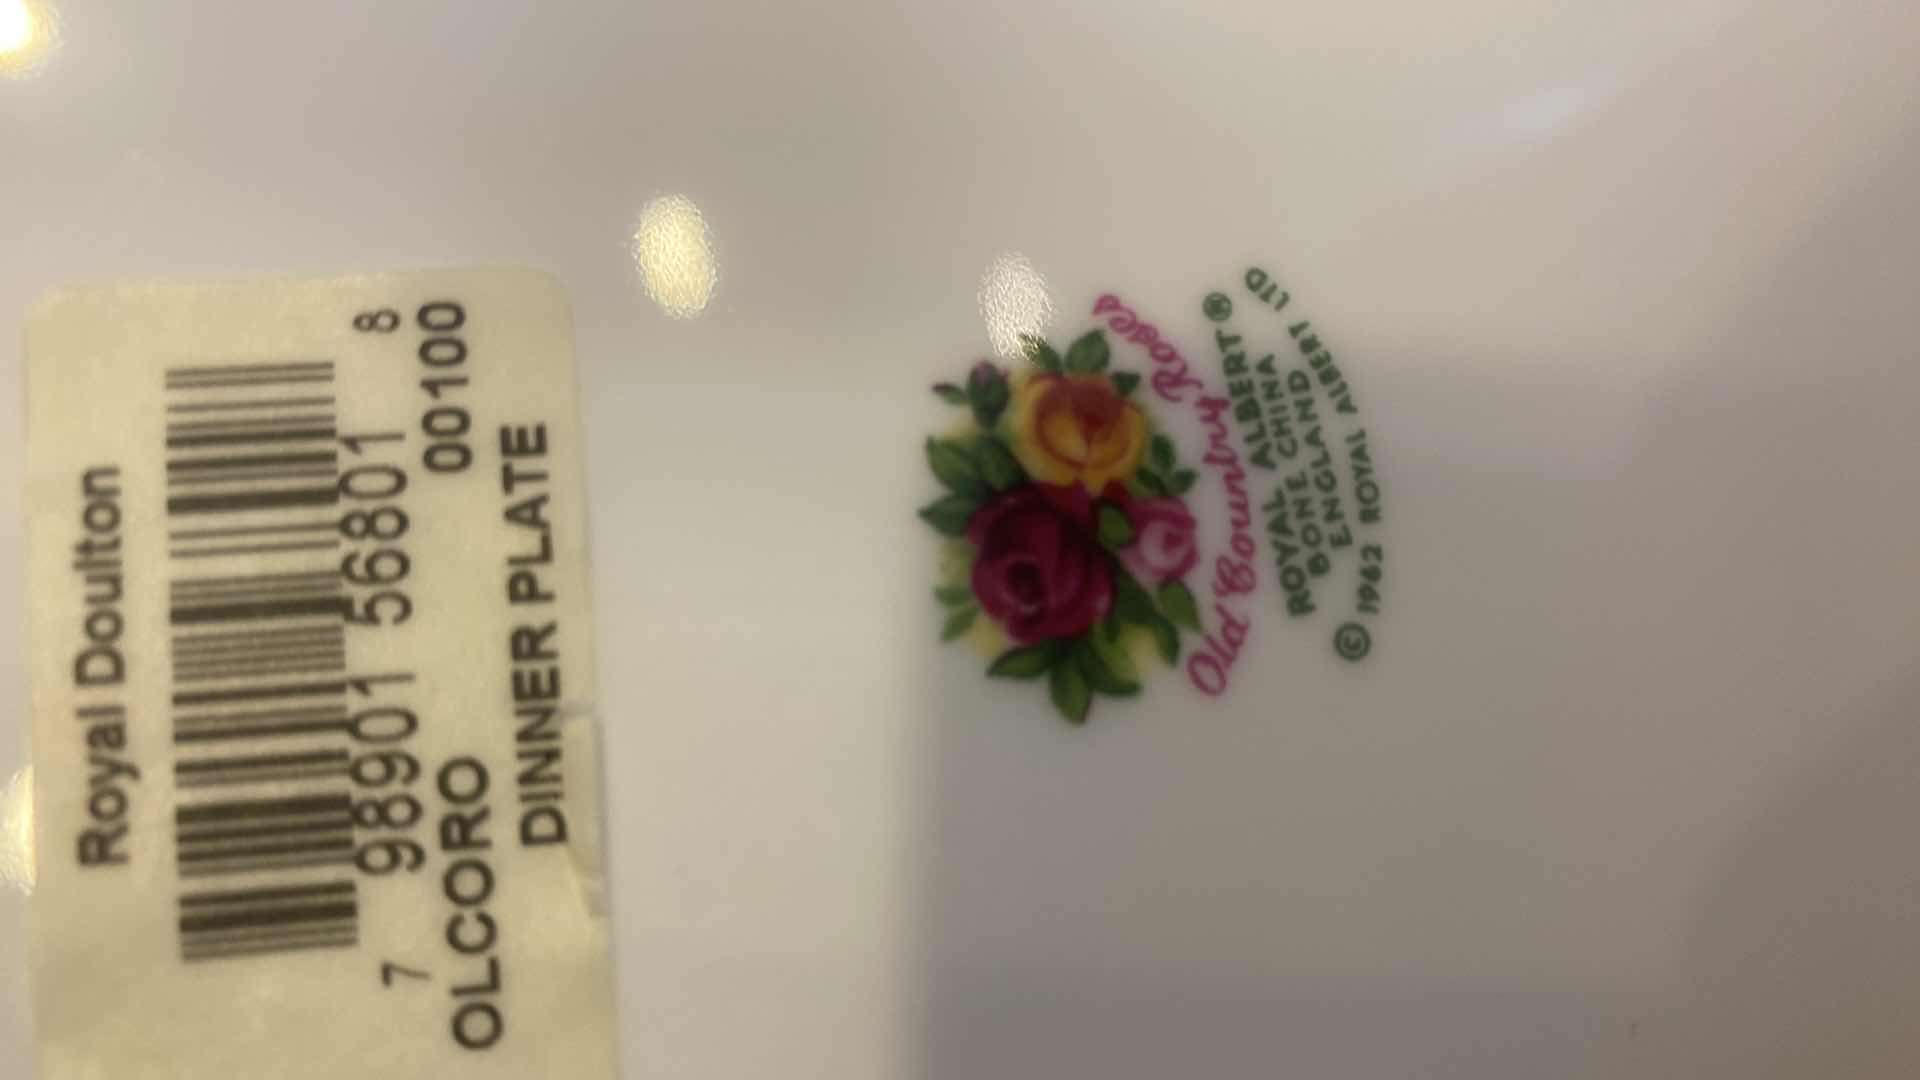 Royal Doulton
7 98901 56801 8
OLCORO 00100
DINNER PLATE
Old Country Roses
ROYAL ALBERT®
BONE CHINA
ENGLAND
© 1962 ROYAL ALBERT LTD